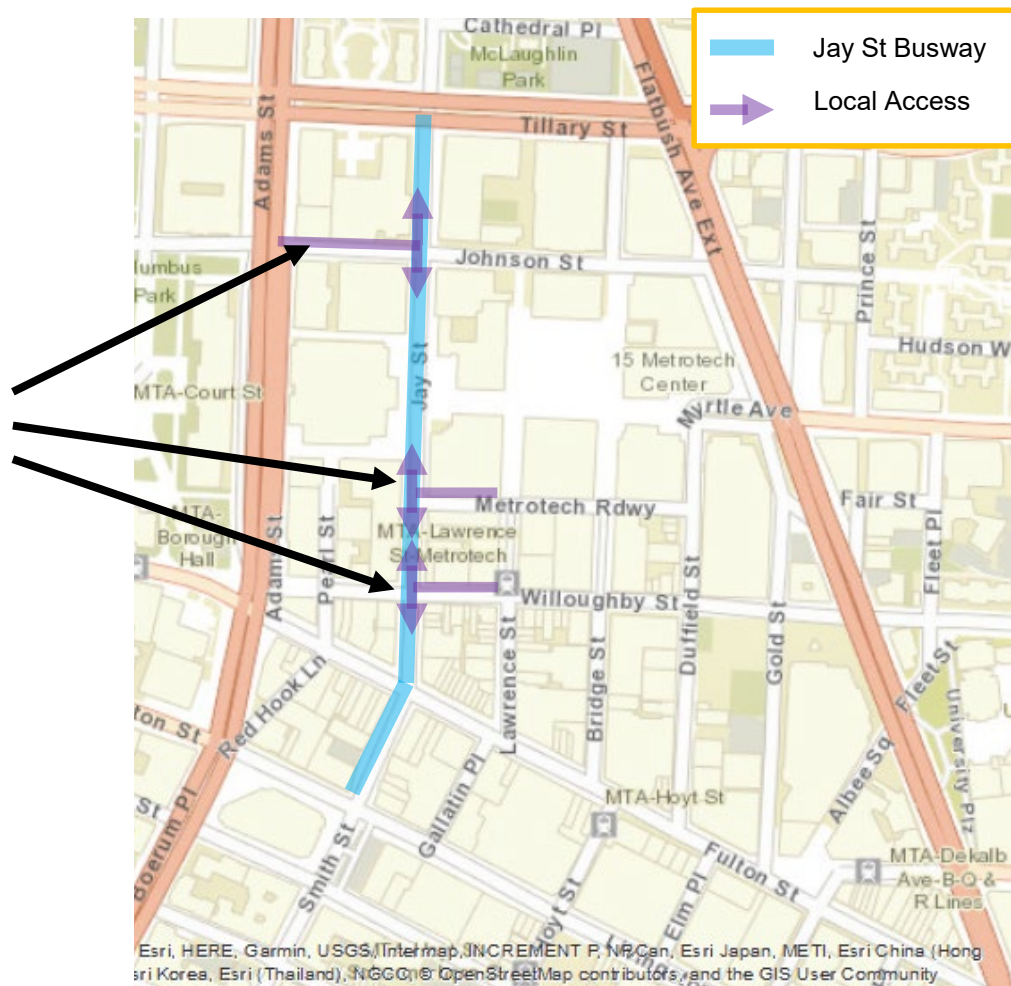 Jay St Busway
Local Access
Cathedral Pl
McLaughlin
Park
Tillary St
Flatbush Ave Ext
Adams St
Johnson St
Prince St
lumbus
Park
Hudson W
15 Metrotech
Center
MTA-Court St
Jay St
Myrtle Ave
Metrotech Rdwy
Fair St
MTA-
Borough
Hall
Adams St
Pearl St
MTA-Lawrence
St-Metrotech
Fleet Pl
Willoughby St
Duffield St
Gold St
Lawrence St
Bridge St
Red Hook Ln
Fleet St
University Plz
ton St
St
Albee Sq
Gallatin Pl
MTA-Hoyt St
Boerum Pl
Smith St
Fulton St
MTA-Dekalb
Ave-B-Q &
R Lines
Hoyt St
Elm Pl
Esri, HERE, Garmin, USGS, Intermap, INCREMENT P, NRCan, Esri Japan, METI, Esri China (Hong
sri Korea, Esri (Thailand), NGCC, © OpenStreetMap contributors, and the GIS User Community